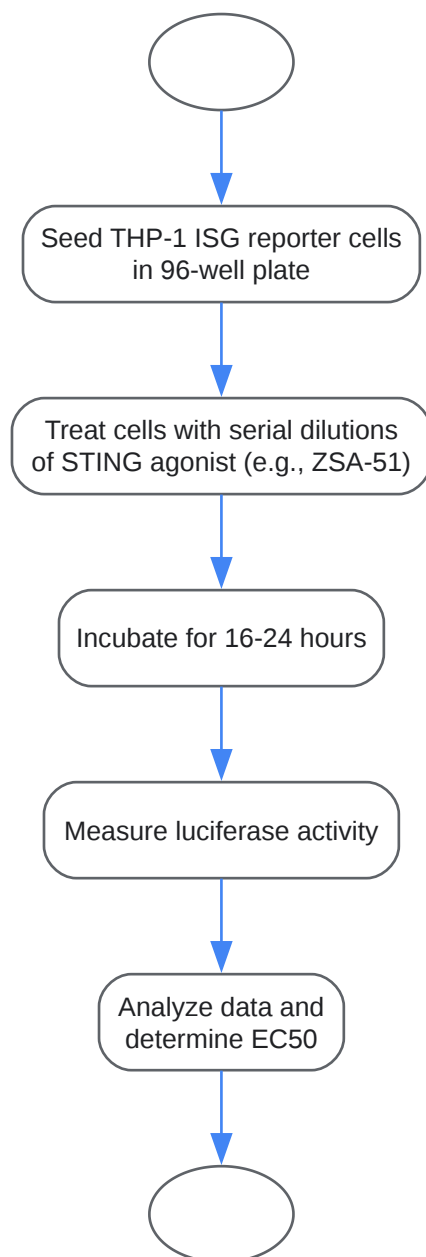 Seed THP-1 ISG reporter cells
in 96-well plate
Treat cells with serial dilutions
of STING agonist (e.g., ZSA-51)
Incubate for 16-24 hours
Measure luciferase activity
Analyze data and
determine EC50